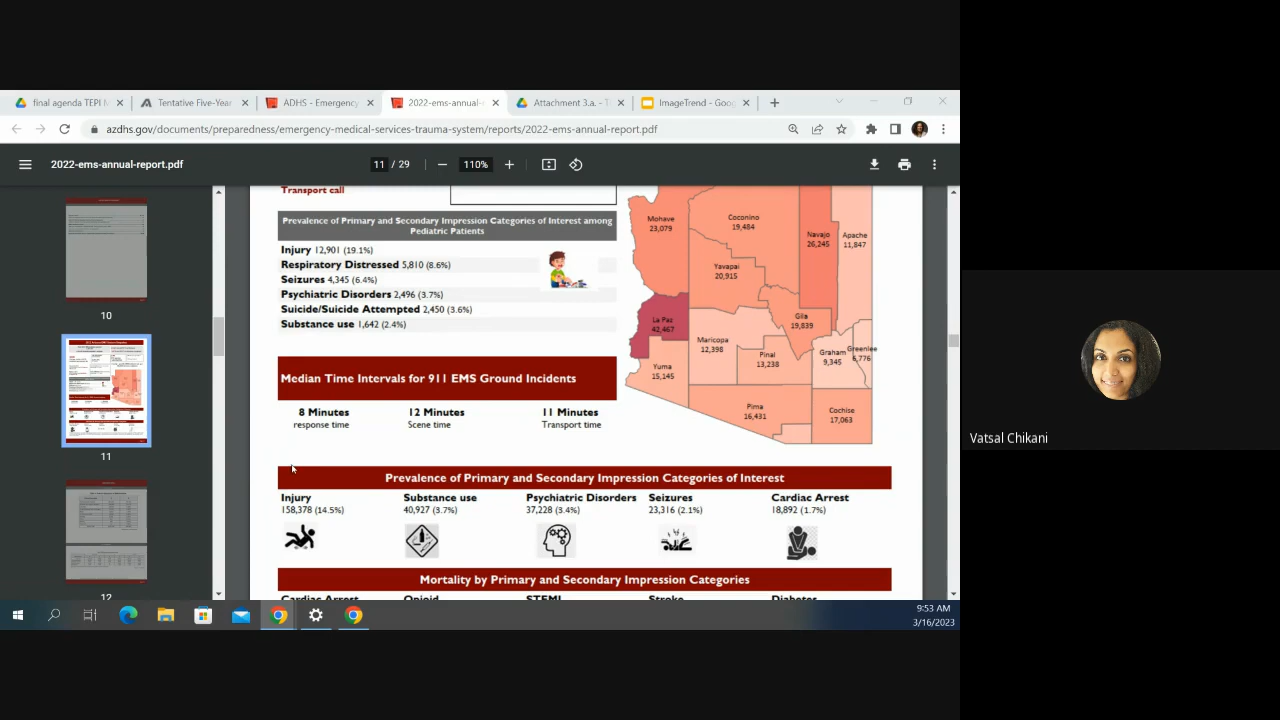 final agenda TEPI
Tentative Five-Year
ADHS - Emergency
2022-ems-annual-
Attachment 3.a. - T
ImageTrend - Goo
azdhs.gov/documents/preparedness/emergency-medical-services-trauma-system/reports/2022-ems-annual-report.pdf
2022-ems-annual-report.pdf
11 / 29
110%
10
11
12
Transport call
Prevalence of Primary and Secondary Impression Categories of Interest among
Pediatric Patients
Injury 12,901 (19.1%)
Respiratory Distressed 5,810 (8.6%)
Seizures 4,345 (6.4%)
Psychiatric Disorders 2,496 (3.7%)
Suicide/Suicide Attempted 2,450 (3.6%)
Substance use 1,642 (2.4%)
Mohave
23,079
Coconino
19,484
Navajo
26,245
Apache
11,847
Yavapai
20,915
La Paz
42,467
Gila
19,839
Maricopa
12,398
Pinal
13,238
Graham
9,345
Greenlee
6,776
Yuma
15,145
Pima
16,431
Cochise
17,063
Median Time Intervals for 911 EMS Ground Incidents
8 Minutes
response time
12 Minutes
Scene time
11 Minutes
Transport time
Prevalence of Primary and Secondary Impression Categories of Interest
Injury
158,378 (14.5%)
Substance use
40,927 (3.7%)
Psychiatric Disorders
37,228 (3.4%)
Seizures
23,316 (2.1%)
Cardiac Arrest
18,892 (1.7%)
Mortality by Primary and Secondary Impression Categories
Cardiac Arrest
Opioid
STEMI
Stroke
Diabetes
9:53 AM
3/16/2023
Vatsal Chikani